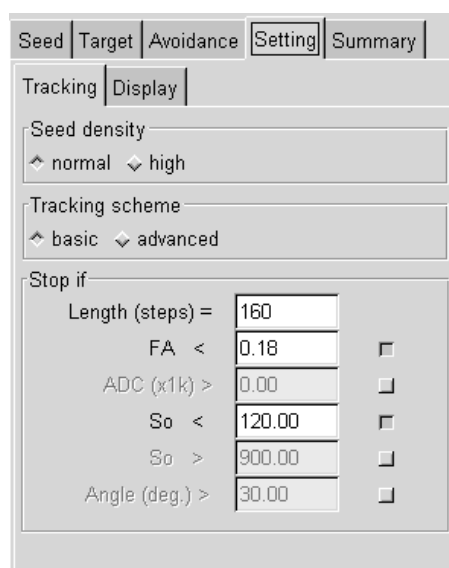 Seed Target Avoidance Setting Summary
Tracking Display
Seed density
normal high
Tracking scheme
basic advanced
Stop if
Length (steps) = 160
FA < 0.18
ADC (x1k) > 0.00
So < 120.00
So > 900.00
Angle (deg.) > 30.00